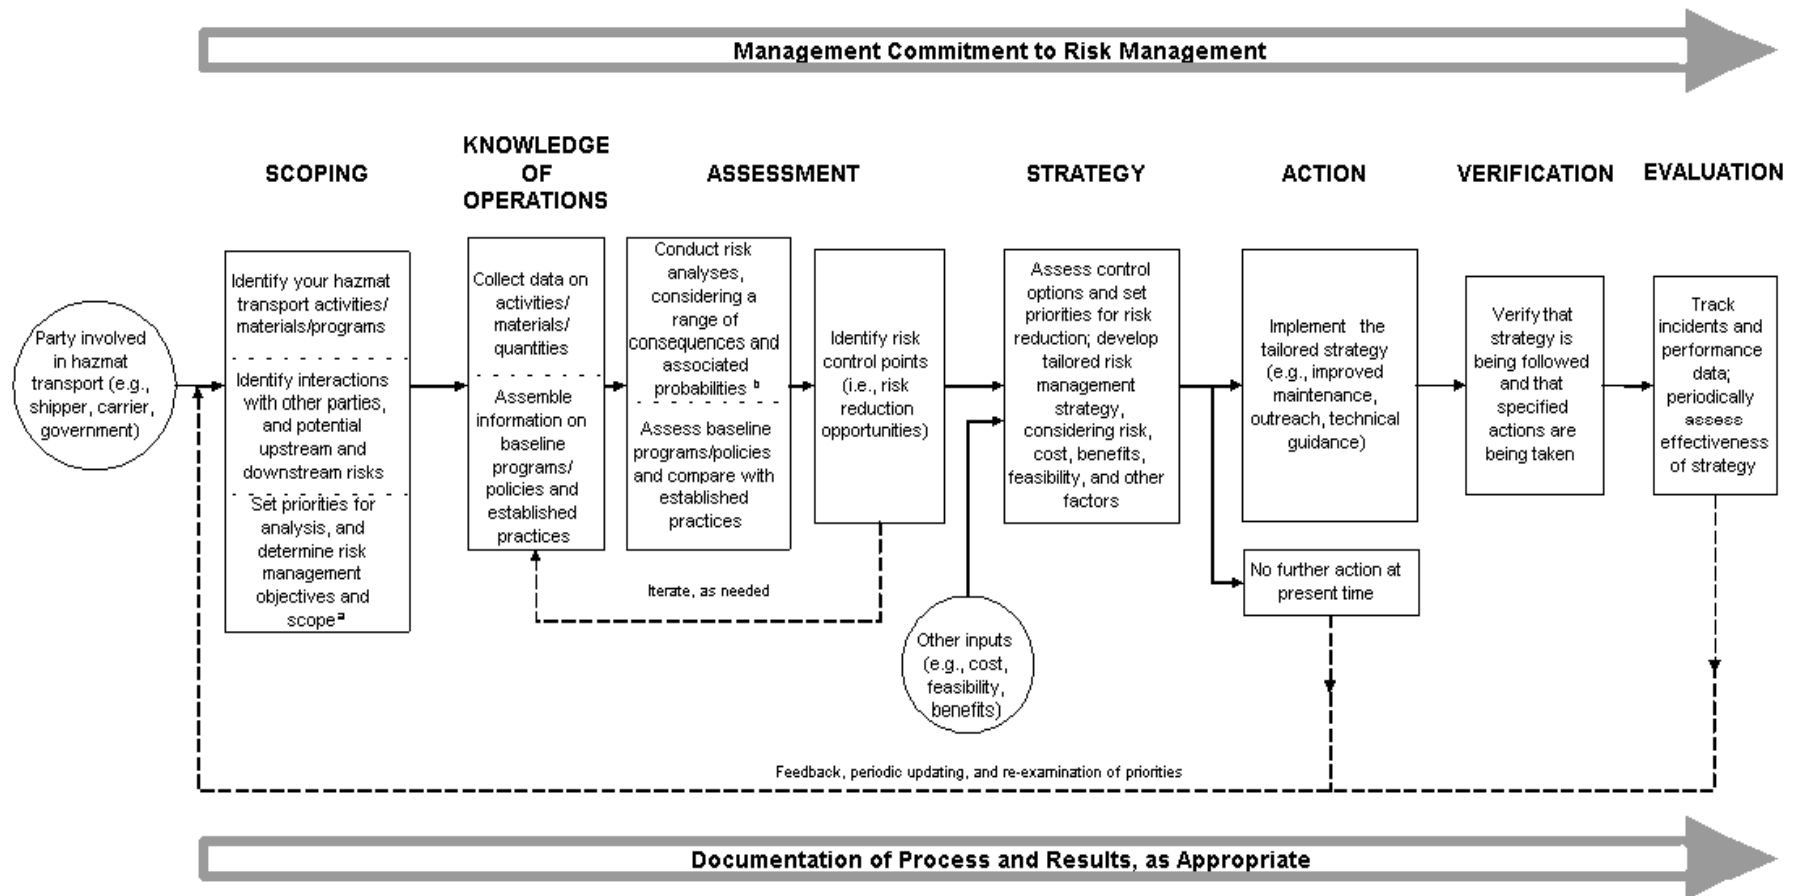 Management Commitment to Risk Management
SCOPING
KNOWLEDGE
OF
OPERATIONS
ASSESSMENT
STRATEGY
ACTION
VERIFICATION
EVALUATION
Party involved
in hazmat
transport (e.g.,
shipper, carrier,
government)
Identify your hazmat
transport activities/
materials/programs
Identify interactions
with other parties,
and potential
upstream and
downstream risks
Set priorities for
analysis, and
determine risk
management
objectives and
scope a
Collect data on
activities/
materials/
quantities
Assemble
information on
baseline
programs/
policies and
established
practices
Conduct risk
analyses,
considering a
range of
consequences and
associated
probabilities b
Assess baseline
programs/policies
and compare with
established
practices
Identify risk
control points
(i.e., risk
reduction
opportunities)
Iterate, as needed
Assess control
options and set
priorities for risk
reduction; develop
tailored risk
management
strategy,
considering risk,
cost, benefits,
feasibility, and other
factors
Other inputs
(e.g., cost,
feasibility,
benefits)
Implement the
tailored strategy
(e.g., improved
maintenance,
outreach, technical
guidance)
No further action at
present time
Verify that
strategy is
being followed
and that
specified
actions are
being taken
Track
incidents and
performance
data;
periodically
assess
effectiveness
of strategy
Feedback, periodic updating, and re-examination of priorities
Documentation of Process and Results, as Appropriate